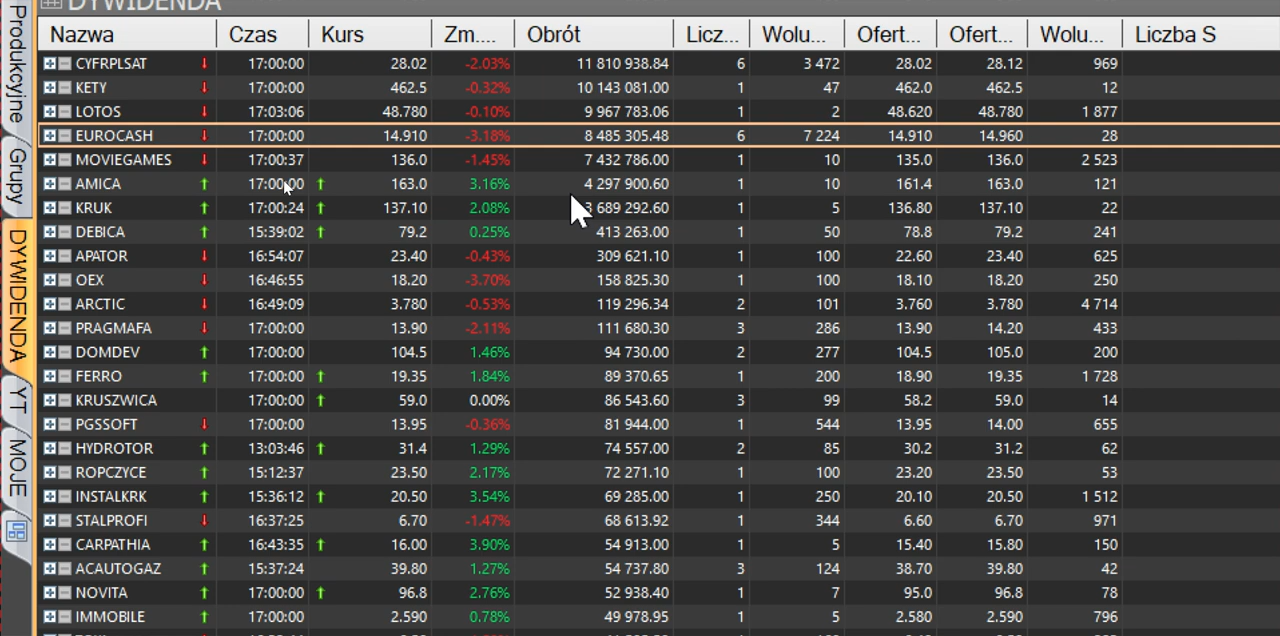 DYWIDENDA
Produkcyjne
Grupy
DYWIDENDA
YT
MOJE
Nazwa Czas Kurs Zm.... Obrót Licz... Wolu... Ofert... Ofert... Wolu... Liczba S
CYFRPLSAT 17:00:00 28.02 -2.03% 11 810 938.84 6 3 472 28.02 28.12 969
KETY 17:00:00 462.5 -0.32% 10 143 081.00 1 47 462.0 462.5 12
LOTOS 17:03:06 48.780 -0.10% 9 967 783.06 1 2 48.620 48.780 1 877
EUROCASH 17:00:00 14.910 -3.18% 8 485 305.48 6 7 224 14.910 14.960 28
MOVIEGAMES 17:00:37 136.0 -1.45% 7 432 786.00 1 10 135.0 136.0 2 523
AMICA 17:00:00 163.0 3.16% 4 297 900.60 1 10 161.4 163.0 121
KRUK 17:00:24 137.10 2.08% 3 689 292.60 1 5 136.80 137.10 22
DEBICA 15:39:02 79.2 0.25% 413 263.00 1 50 78.8 79.2 241
APATOR 16:54:07 23.40 -0.43% 309 621.10 1 100 22.60 23.40 625
OEX 16:46:55 18.20 -3.70% 158 825.30 1 100 18.10 18.20 250
ARCTIC 16:49:09 3.780 -0.53% 119 296.34 2 101 3.760 3.780 4 714
PRAGMAFA 17:00:00 13.90 -2.11% 111 680.30 3 286 13.90 14.20 433
DOMDEV 17:00:00 104.5 1.46% 94 730.00 2 277 104.5 105.0 200
FERRO 17:00:00 19.35 1.84% 89 370.65 1 200 18.90 19.35 1 728
KRUSZWICA 17:00:00 59.0 0.00% 86 543.60 3 99 58.2 59.0 14
PGSSOFT 17:00:00 13.95 -0.36% 81 944.00 1 544 13.95 14.00 655
HYDROTOR 13:03:46 31.4 1.29% 74 557.00 2 85 30.2 31.2 62
ROPCZYCE 15:12:37 23.50 2.17% 72 271.10 1 100 23.20 23.50 53
INSTALKRK 15:36:12 20.50 3.54% 69 285.00 1 250 20.10 20.50 1 512
STALPROFI 16:37:25 6.70 -1.47% 68 613.92 1 344 6.60 6.70 971
CARPATHIA 16:43:35 16.00 3.90% 54 913.00 1 5 15.40 15.80 150
ACAUTOGAZ 15:37:24 39.80 1.27% 54 737.80 3 124 38.70 39.80 42
NOVITA 17:00:00 96.8 2.76% 52 938.40 1 7 95.0 96.8 78
IMMOBILE 17:00:00 2.590 0.78% 49 978.95 1 5 2.580 2.590 796